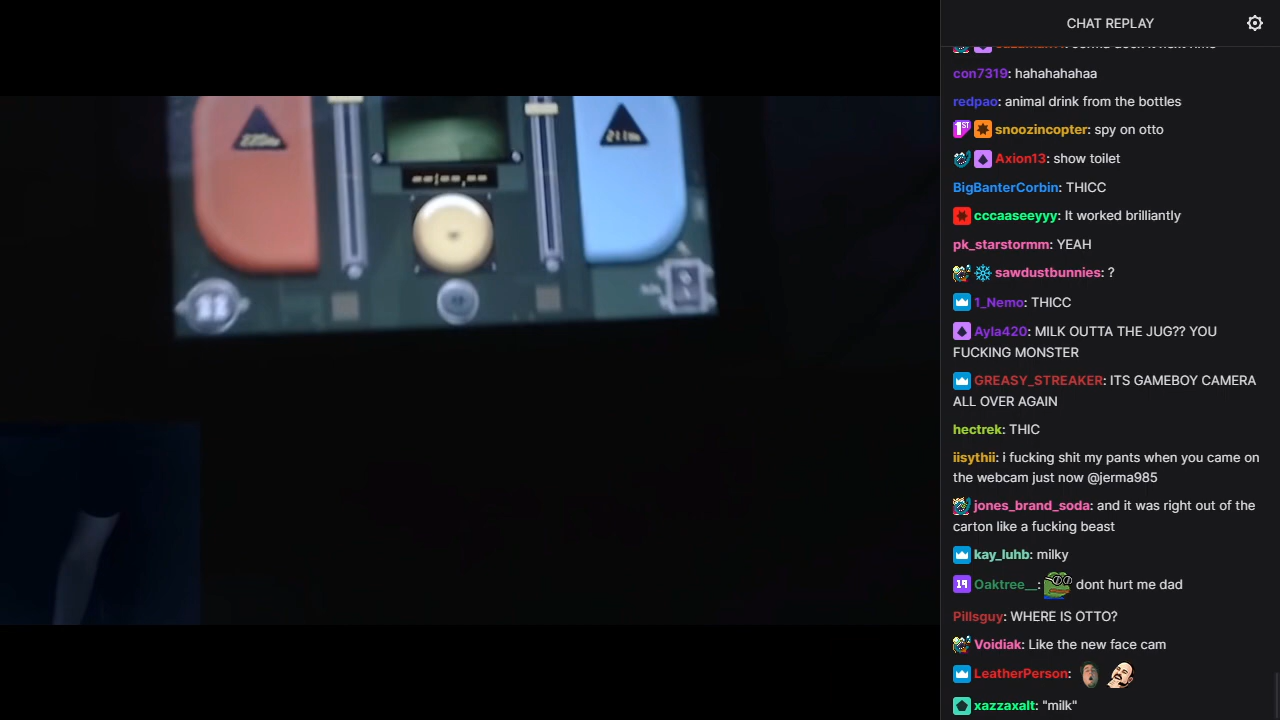 CHAT REPLAY
con7319: hahahahahaa
redpao: animal drink from the bottles
snoozincopter: spy on otto
Axion13: show toilet
BigBanterCorbin: THICC
cccaaseeyyy: It worked brilliantly
pk_starstormm: YEAH
sawdustbunnies: ?
1_Nemo: THICC
Ayla420: MILK OUTTA THE JUG?? YOU
FUCKING MONSTER
GREASY_STREAKER: ITS GAMEBOY CAMERA
ALL OVER AGAIN
hectrek: THIC
iisythii: i fucking shit my pants when you came on
the webcam just now @jerma985
jones_brand_soda: and it was right out of the
carton like a fucking beast
kay_luhb: milky
19 Oaktree__: dont hurt me dad
Pillsguy: WHERE IS OTTO?
Voidiak: Like the new face cam
LeatherPerson:
xazzaxalt: "milk"